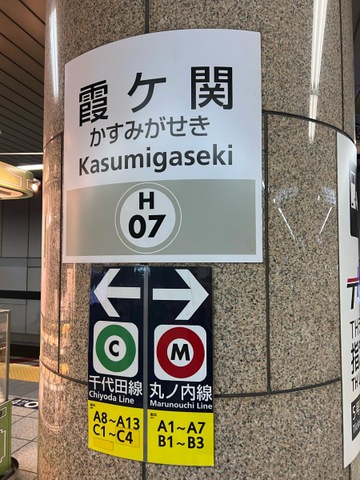 霞ケ関
かすみがせき
Kasumigaseki
H
07
C
千代田線
Chiyoda Line
A8~A13
C1~C4
M
丸ノ内線
Marunouchi Line
A1~A7
B1~B3